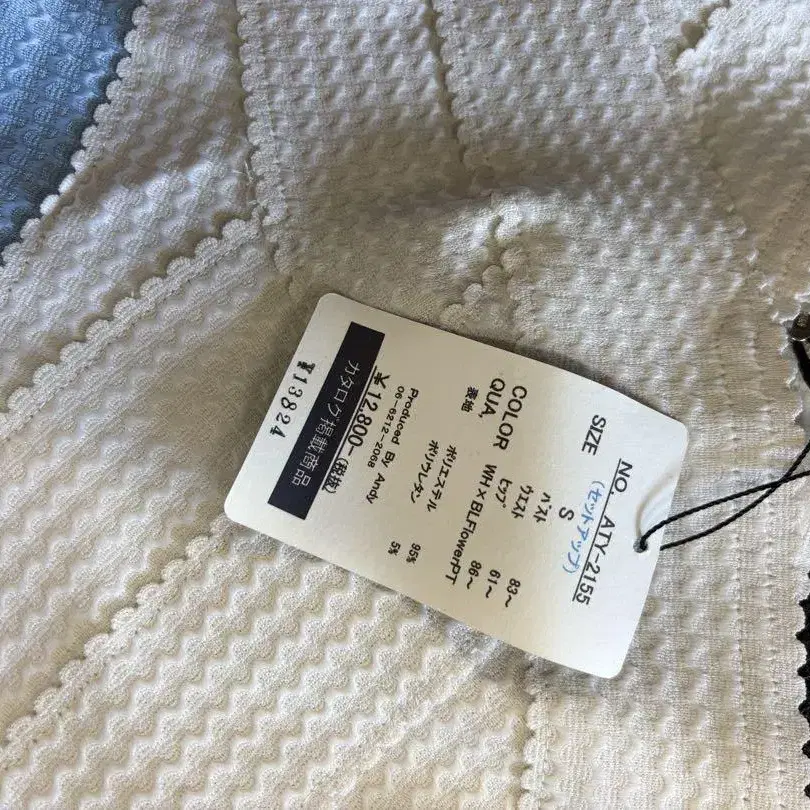 NO. ATY-2155
(セットアップ)
SIZE S
バスト 83~
ウエスト 61~
ヒップ 86~
COLOR WH×BLFlowerPT
QUA,
表地 ポリエステル 95%
ポリウレタン 5%
Produced By Andy
06-6212-2068
¥12,800-(税抜)
カタログ掲載商品
¥13824